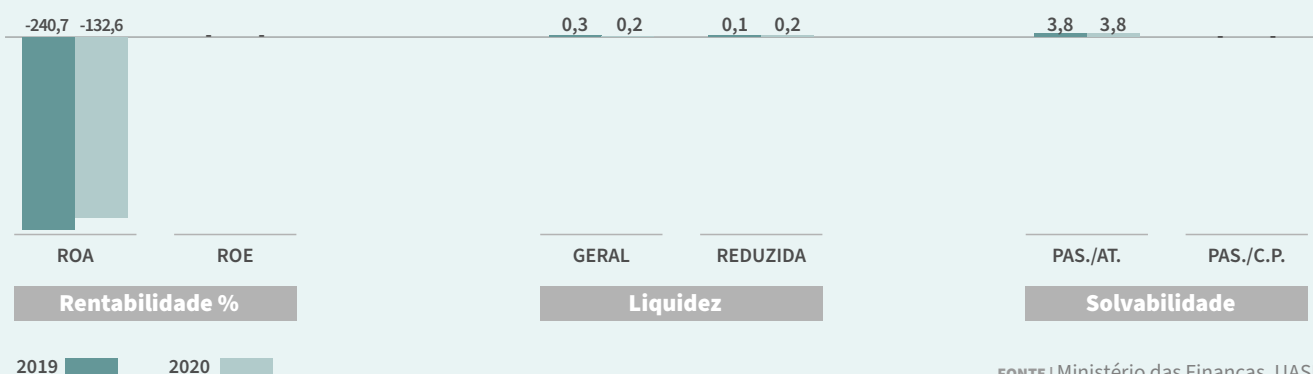 -240,7 -132,6 0,3 0,2 0,1 0,2 3,8 3,8
- - - -
ROA ROE GERAL REDUZIDA PAS./AT. PAS./C.P.
Rentabilidade % Liquidez Solvabilidade
2019 2020
FONTE | Ministério das Finanças, UAS